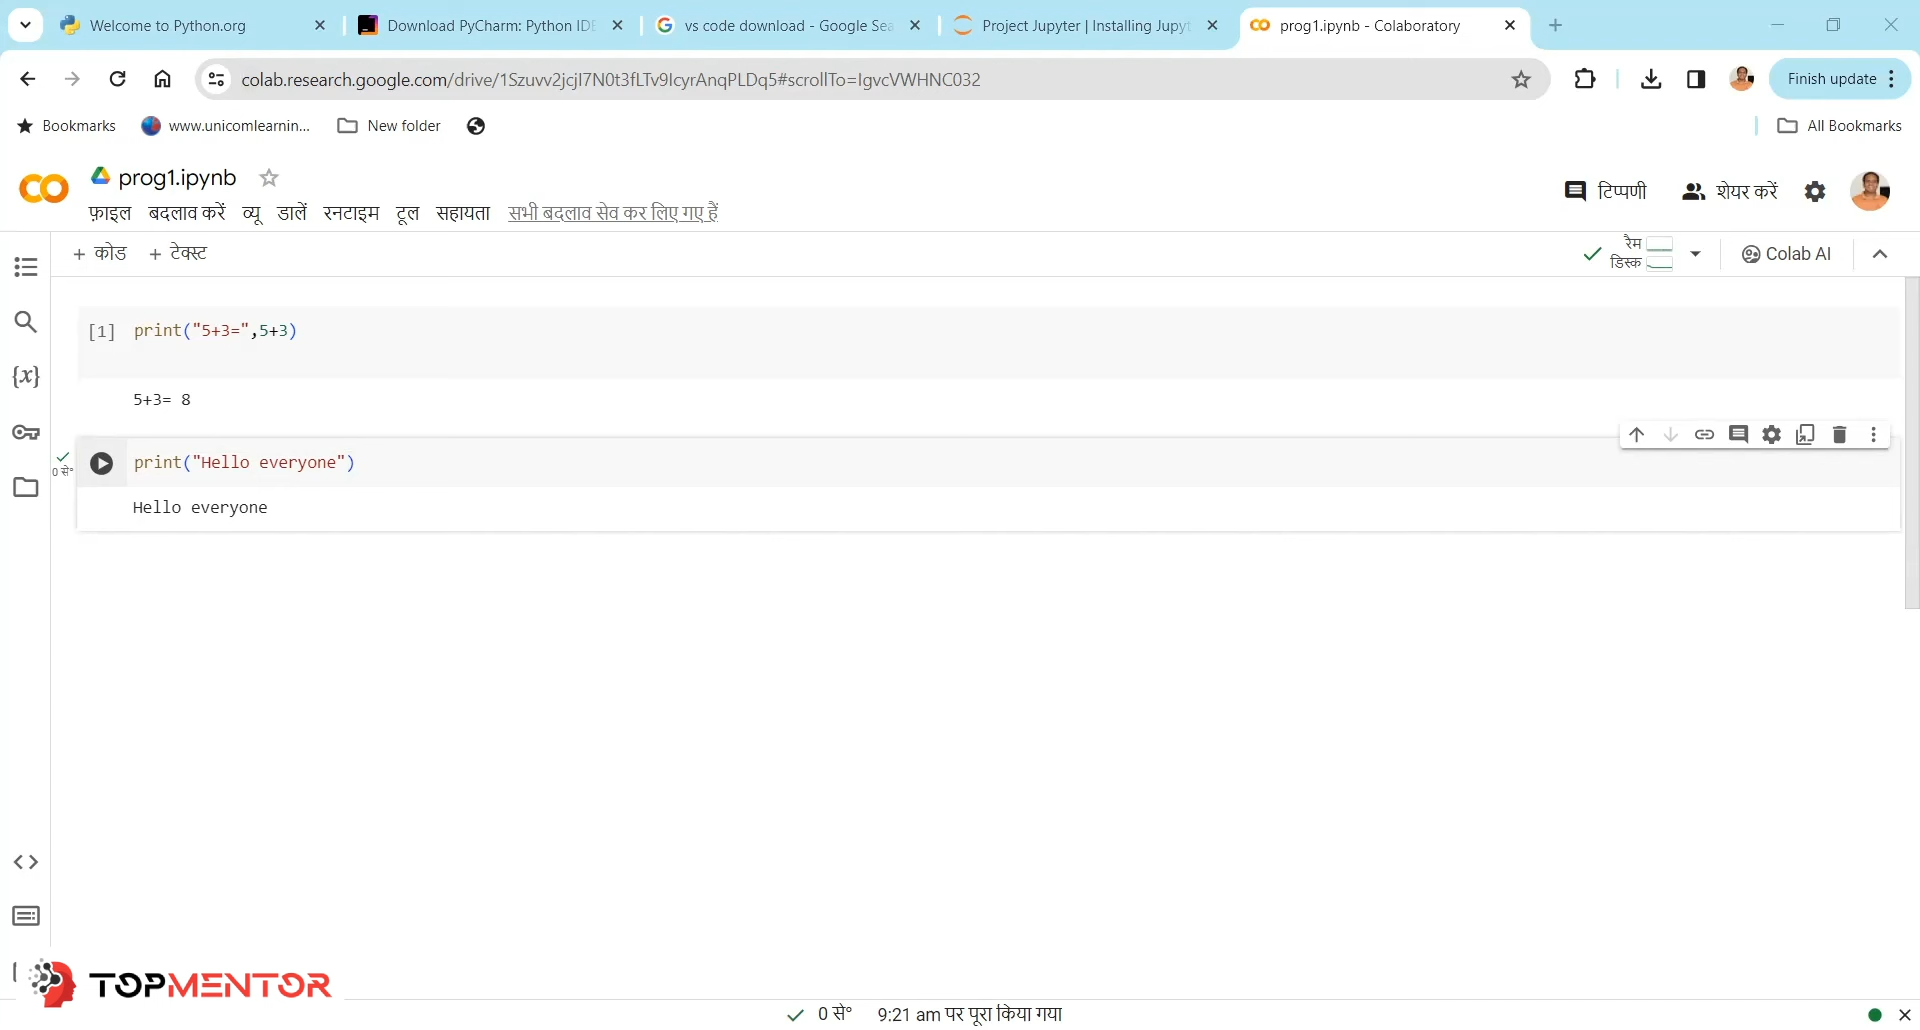 Welcome to Python.org
Download PyCharm: Python IDE
vs code download - Google Sea
Project Jupyter | Installing Jupyt
prog1.ipynb - Colaboratory
colab.research.google.com/drive/1Szuvv2jcjI7N0t3fLTv9IcyrAnqPLDq5#scrollTo=IgvcVWHNC032
Finish update
Bookmarks
www.unicomlearnin...
New folder
All Bookmarks
prog1.ipynb
टिप्पणी
शेयर करें
फ़ाइल बदलाव करें व्यू डालें रनटाइम टूल सहायता सभी बदलाव सेव कर लिए गए हैं
+ कोड + टेक्स्ट
रैम
डिस्क
Colab AI
[1] print("5+3=",5+3)
5+3= 8
0 से°
print("Hello everyone")
Hello everyone
TOPMENTOR
0 से° 9:21 am पर पूरा किया गया